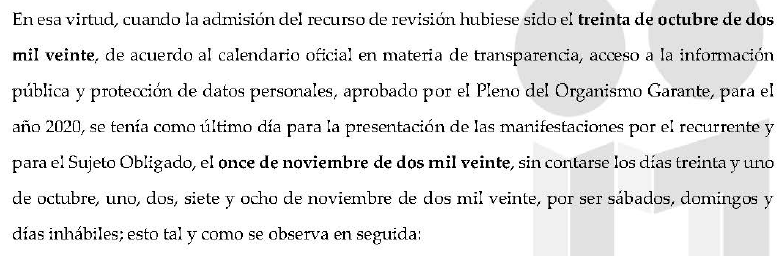 En esa virtud, cuando la admisión del recurso de revisión hubiese sido el treinta de octubre de dos
mil veinte, de acuerdo al calendario oficial en materia de transparencia, acceso a la información
pública y protección de datos personales, aprobado por el Pleno del Organismo Garante, para el
año 2020, se tenía como último día para la presentación de las manifestaciones por el recurrente y
para el Sujeto Obligado, el once de noviembre de dos mil veinte, sin contarse los días treinta y uno
de octubre, uno, dos, siete y ocho de noviembre de dos mil veinte, por ser sábados, domingos y
días inhábiles; esto tal y como se observa en seguida: